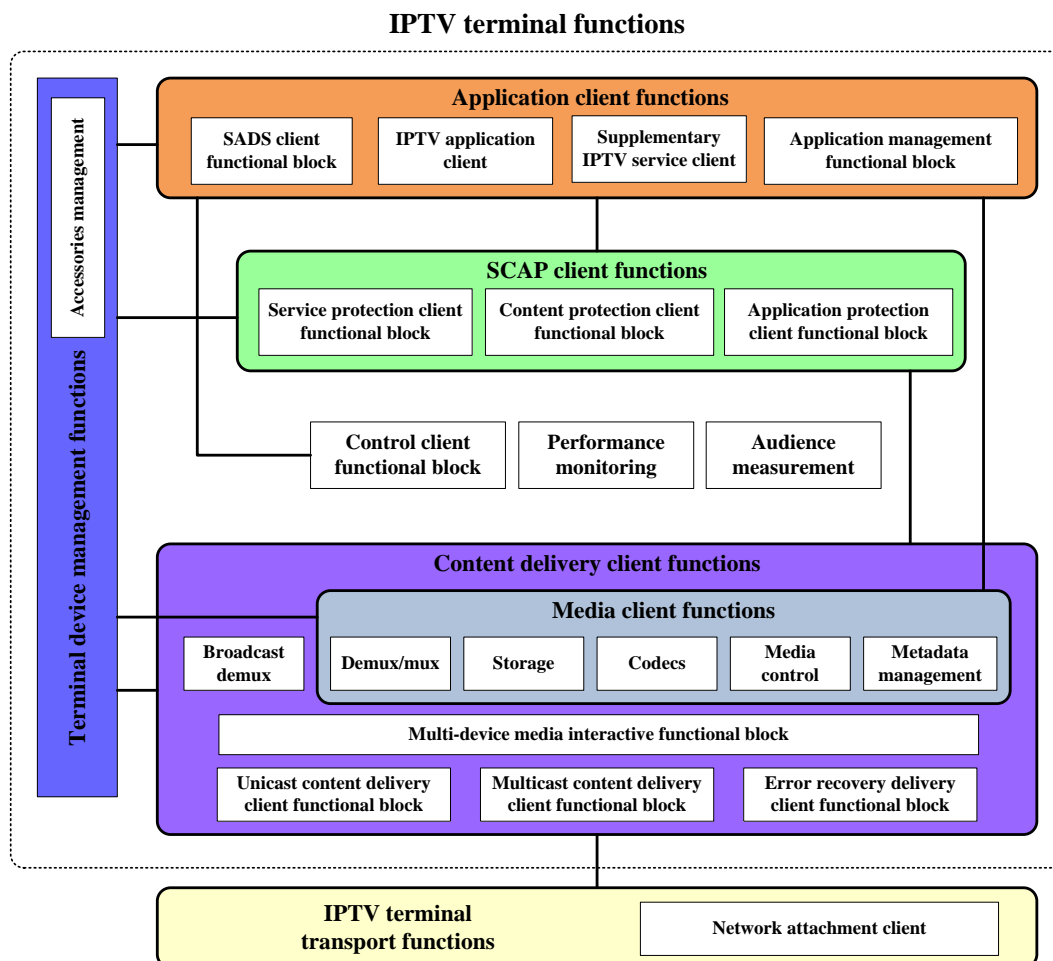 IPTV terminal functions
Accessories management
Terminal device management functions
Application client functions
SADS client
functional block
IPTV application
client
Supplementary
IPTV service client
Application management
functional block
SCAP client functions
Service protection client
functional block
Content protection client
functional block
Application protection
client functional block
Control client
functional block
Performance
monitoring
Audience
measurement
Content delivery client functions
Media client functions
Broadcast
demux
Demux/mux
Storage
Codecs
Media
control
Metadata
management
Multi-device media interactive functional block
Unicast content delivery
client functional block
Multicast content delivery
client functional block
Error recovery delivery
client functional block
IPTV terminal
transport functions
Network attachment client